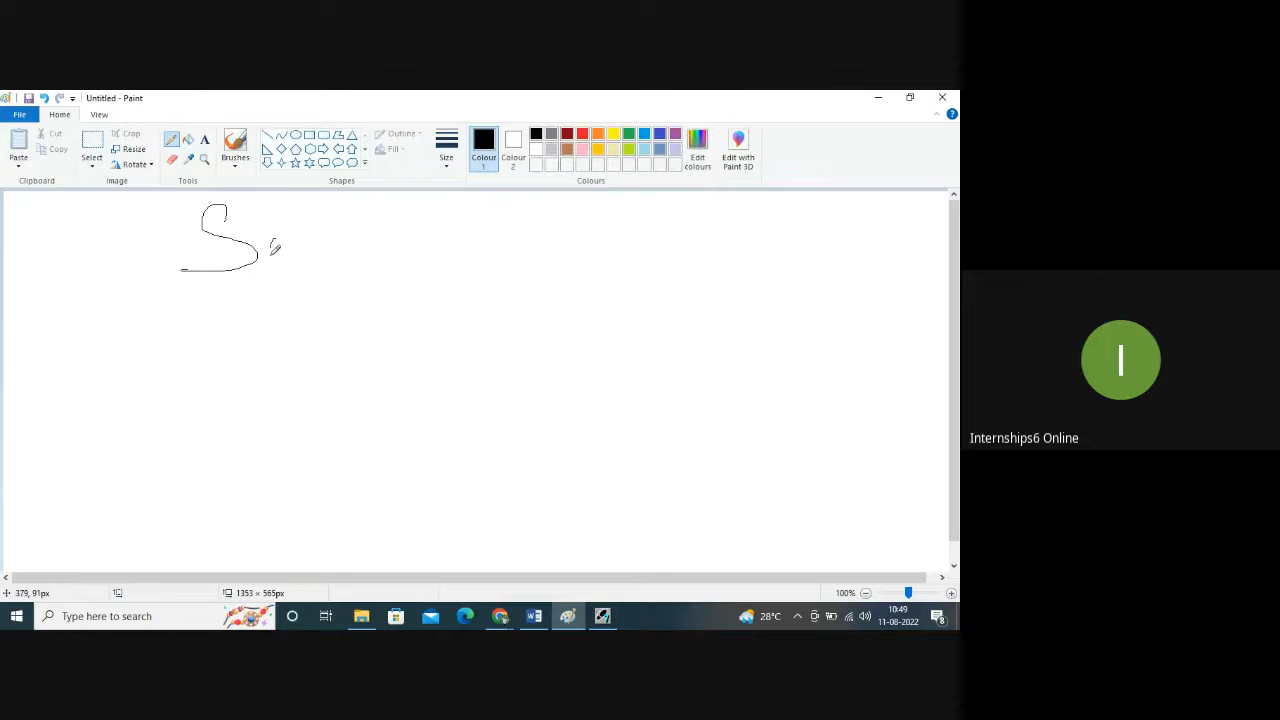 Untitled - Paint
File Home View
Paste
Cut
Copy
Clipboard
Select
Crop
Resize
Rotate
Image
Tools
Brushes
Shapes
Outline
Fill
Size
Colour 1
Colour 2
Edit colours
Edit with Paint 3D
Colours
S
I
Internships6 Online
379, 91px
1353 × 565px
100%
Type here to search
28°C
10:49
11-08-2022
8